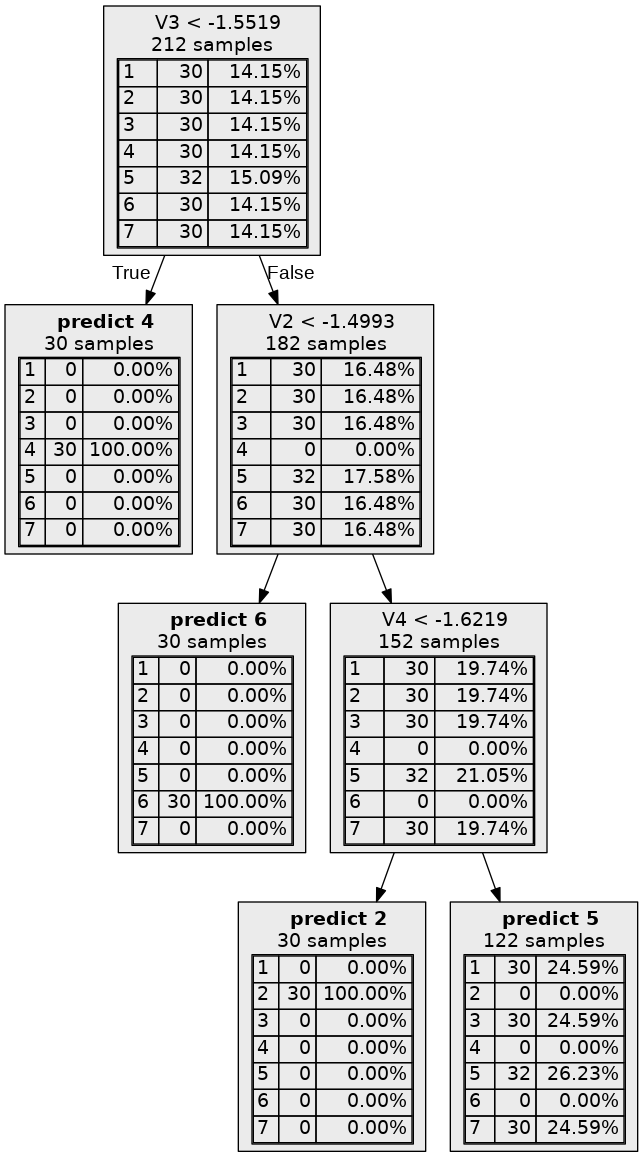 V3 < -1.5519
212 samples
1 30 14.15%
2 30 14.15%
3 30 14.15%
4 30 14.15%
5 32 15.09%
6 30 14.15%
7 30 14.15%
True False
predict 4
30 samples
1 0 0.00%
2 0 0.00%
3 0 0.00%
4 30 100.00%
5 0 0.00%
6 0 0.00%
7 0 0.00%
V2 < -1.4993
182 samples
1 30 16.48%
2 30 16.48%
3 30 16.48%
4 0 0.00%
5 32 17.58%
6 30 16.48%
7 30 16.48%
predict 6
30 samples
1 0 0.00%
2 0 0.00%
3 0 0.00%
4 0 0.00%
5 0 0.00%
6 30 100.00%
7 0 0.00%
V4 < -1.6219
152 samples
1 30 19.74%
2 30 19.74%
3 30 19.74%
4 0 0.00%
5 32 21.05%
6 0 0.00%
7 30 19.74%
predict 2
30 samples
1 0 0.00%
2 30 100.00%
3 0 0.00%
4 0 0.00%
5 0 0.00%
6 0 0.00%
7 0 0.00%
predict 5
122 samples
1 30 24.59%
2 0 0.00%
3 30 24.59%
4 0 0.00%
5 32 26.23%
6 0 0.00%
7 30 24.59%